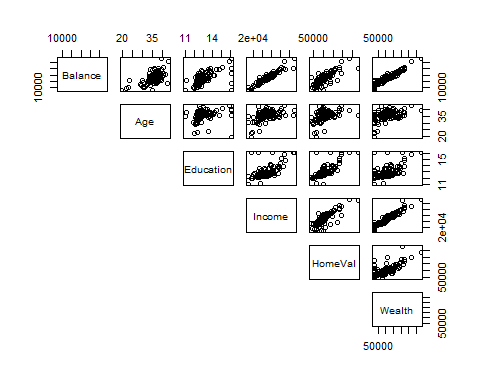 10000 20 35 11 14 2e+04 50000 50000
Balance 10000 10000
Age 20 35
Education 11 15
Income 2e+04
HomeVal 50000
Wealth 50000
50000